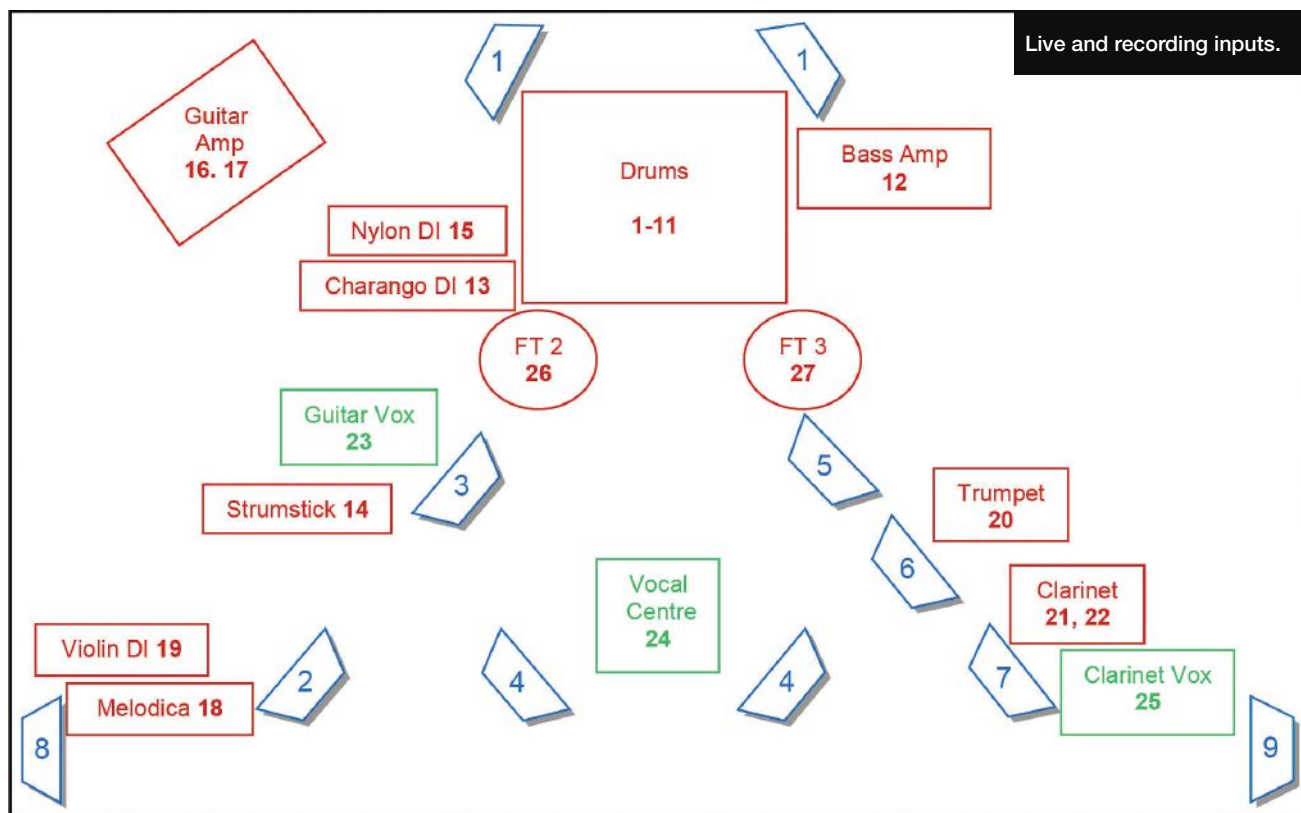 Live and recording inputs.
1
1
Guitar
Amp
16. 17
Drums
1-11
Bass Amp
12
Nylon DI 15
Charango DI 13
FT 2
26
FT 3
27
Guitar Vox
23
3
5
Strumstick 14
Trumpet
20
6
Vocal
Centre
24
Clarinet
21, 22
Violin DI 19
Melodica 18
2
4
4
7
Clarinet Vox
25
8
9